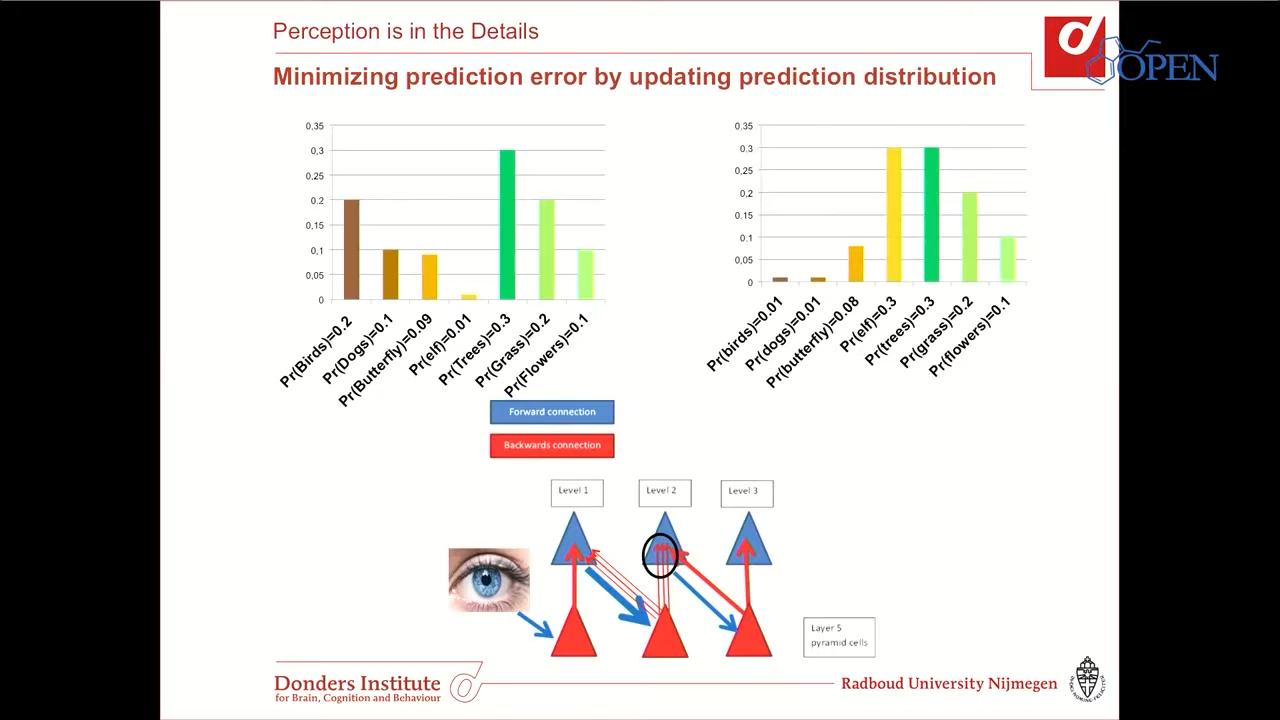 Perception is in the Details
OPEN
Minimizing prediction error by updating prediction distribution
0,35
0,3
0,25
0,2
0,15
0,1
0,05
0
Pr(Birds)=0.2
Pr(Dogs)=0.1
Pr(Butterfly)=0.09
Pr(elf)=0.01
Pr(Trees)=0.3
Pr(Grass)=0.2
Pr(Flowers)=0.1
0.35
0.3
0,25
0,2
0.15
0.1
0,05
0
Pr(birds)=0.01
Pr(dogs)=0.01
Pr(butterfly)=0.08
Pr(elf)=0.3
Pr(trees)=0.3
Pr(grass)=0.2
Pr(flowers)=0.1
Forward connection
Backwards connection
Level 1
Level 2
Level 3
Layer 5
pyramid cells
Donders Institute
for Brain, Cognition and Behaviour
Radboud University Nijmegen